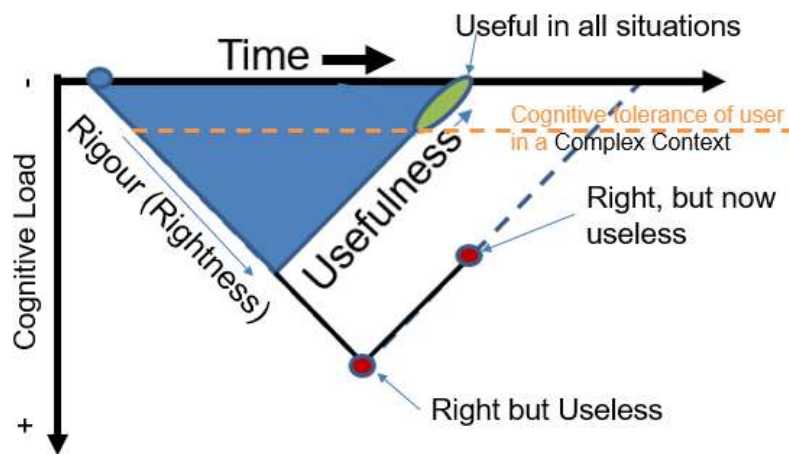 Useful in all situations
Time
-
Cognitive tolerance of user
in a Complex Context
Rigour (Rightness)
Usefulness
Cognitive Load
Right, but now
useless
Right but Useless
+